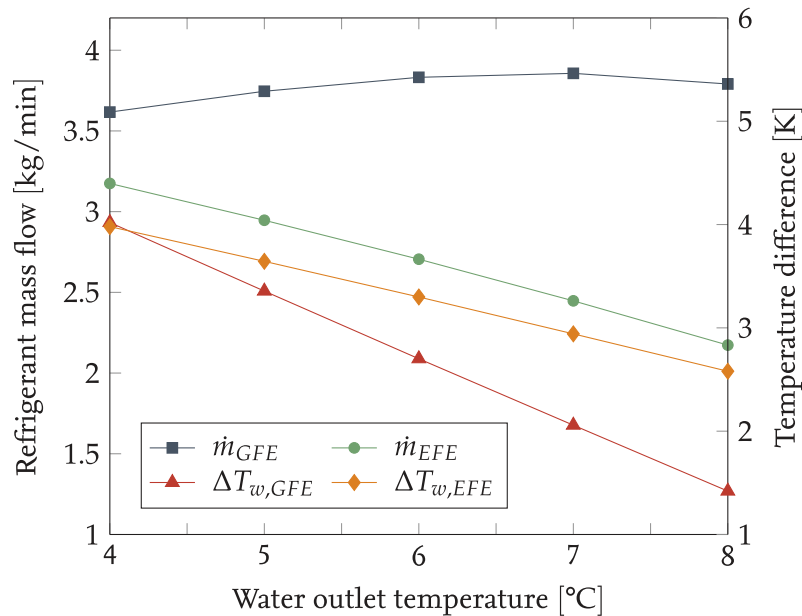 Refrigerant mass flow [kg/min]
4
3.5
3
2.5
2
1.5
1
6
5
4
3
2
1
Temperature difference [K]
ṁ_GFE ṁ_EFE
ΔT_w,GFE ΔT_w,EFE
4 5 6 7 8
Water outlet temperature [°C]